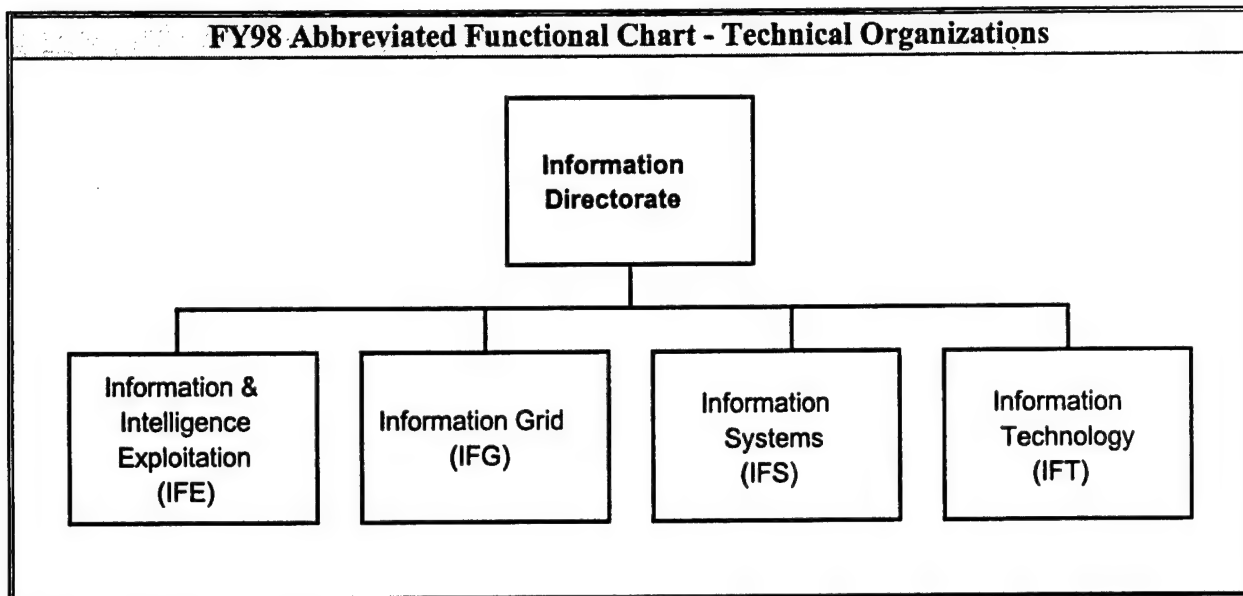 FY98 Abbreviated Functional Chart - Technical Organizations
Information
Directorate
Information &
Intelligence
Exploitation
(IFE)
Information Grid
(IFG)
Information
Systems
(IFS)
Information
Technology
(IFT)